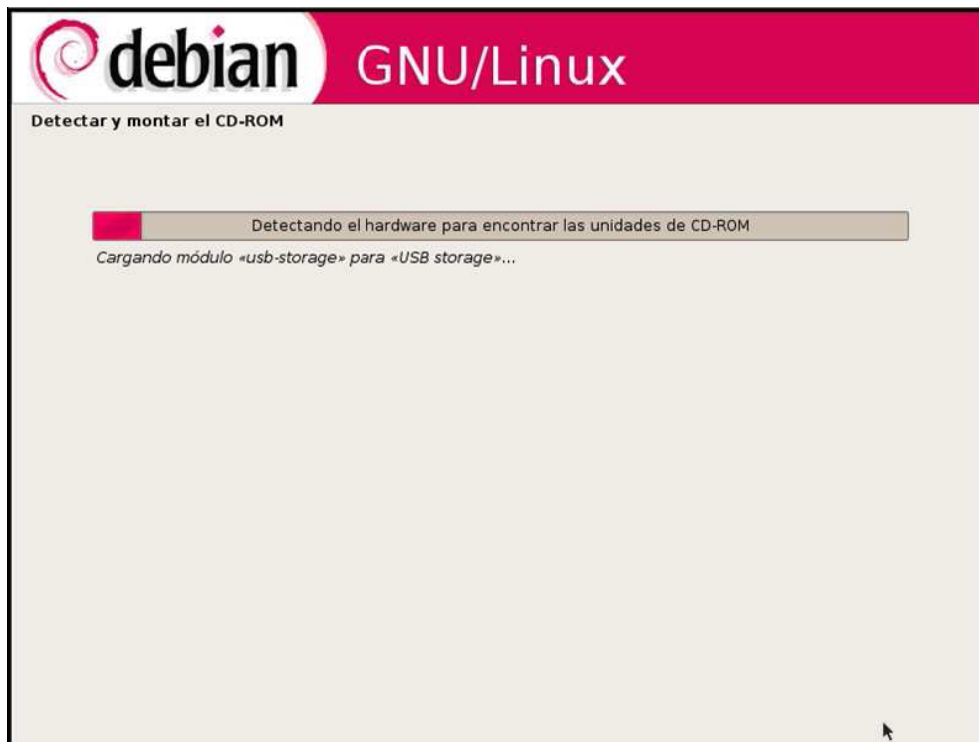 debian GNU/Linux
Detectar y montar el CD-ROM
Detectando el hardware para encontrar las unidades de CD-ROM
Cargando módulo «usb-storage» para «USB storage»...